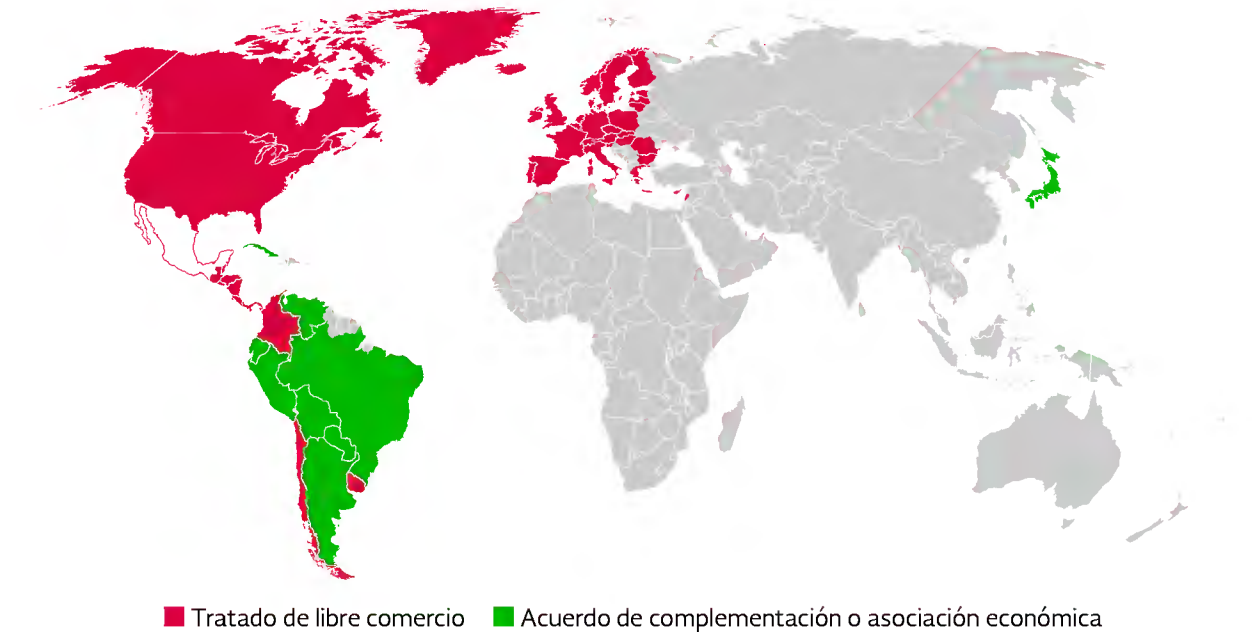 Tratado de libre comercio
Acuerdo de complementación o asociación económica